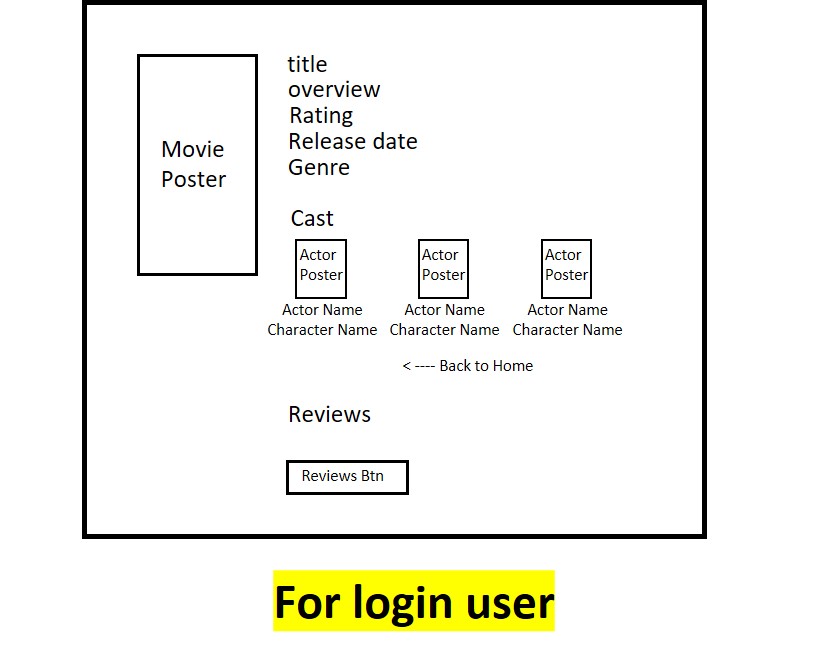 Movie
Poster
title
overview
Rating
Release date
Genre
Cast
Actor
Poster
Actor
Poster
Actor
Poster
Actor Name
Character Name
Actor Name
Character Name
Actor Name
Character Name
< ---- Back to Home
Reviews
Reviews Btn
For login user